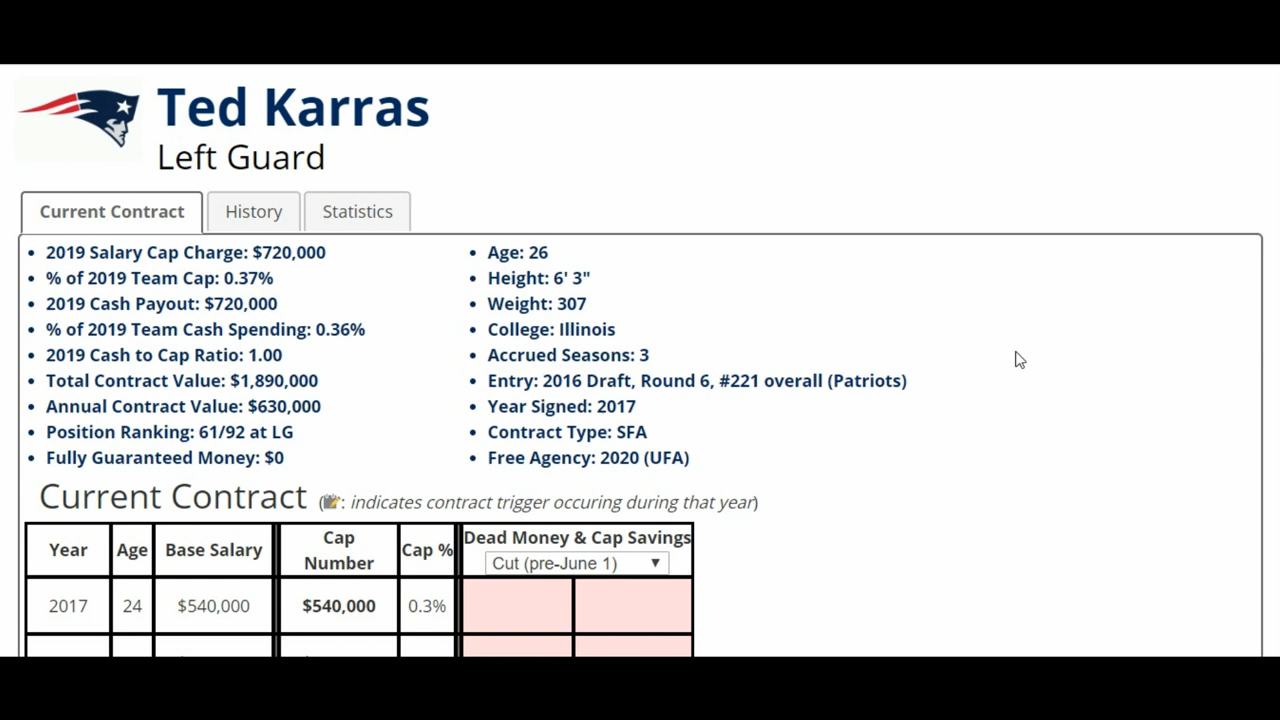 Ted Karras
Left Guard
Current Contract
History
Statistics
2019 Salary Cap Charge: $720,000
% of 2019 Team Cap: 0.37%
2019 Cash Payout: $720,000
% of 2019 Team Cash Spending: 0.36%
2019 Cash to Cap Ratio: 1.00
Total Contract Value: $1,890,000
Annual Contract Value: $630,000
Position Ranking: 61/92 at LG
Fully Guaranteed Money: $0
Age: 26
Height: 6' 3"
Weight: 307
College: Illinois
Accrued Seasons: 3
Entry: 2016 Draft, Round 6, #221 overall (Patriots)
Year Signed: 2017
Contract Type: SFA
Free Agency: 2020 (UFA)
Current Contract (: indicates contract trigger occuring during that year)
Year
Age
Base Salary
Cap
Number
Cap %
Dead Money & Cap Savings
Cut (pre-June 1)
2017
24
$540,000
$540,000
0.3%